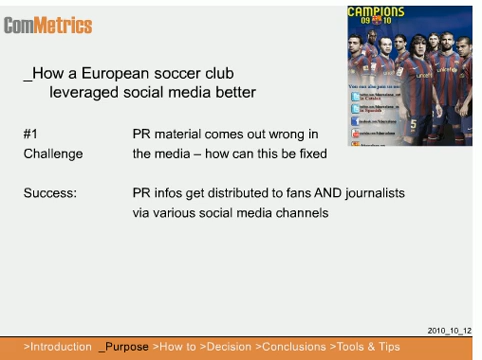 ComMetrics
CAMPIONS
09 10
_How a European soccer club
leveraged social media better
#1 PR material comes out wrong in
Challenge the media – how can this be fixed
Success: PR infos get distributed to fans AND journalists
via various social media channels
2010_10_12
>Introduction _Purpose >How to >Decision >Conclusions >Tools & Tips